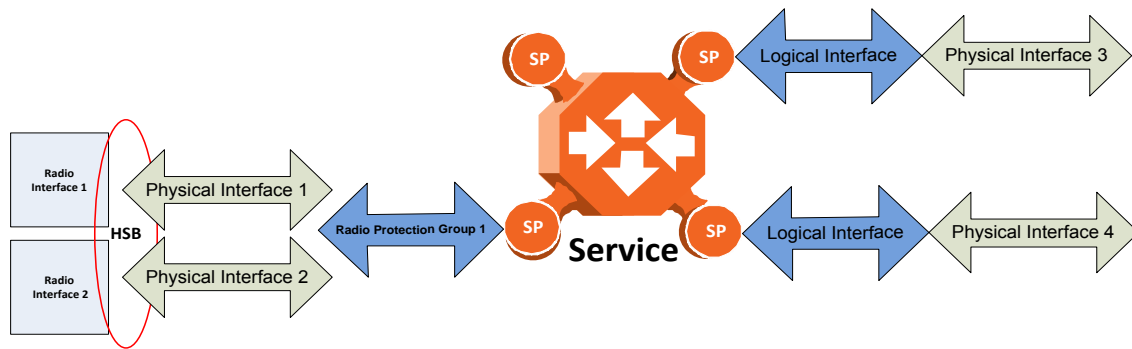 SP
SP
Logical Interface
Physical Interface 3
Radio
Interface 1
Physical Interface 1
HSB
Radio Protection Group 1
SP
SP
Logical Interface
Physical Interface 4
Service
Radio
Interface 2
Physical Interface 2